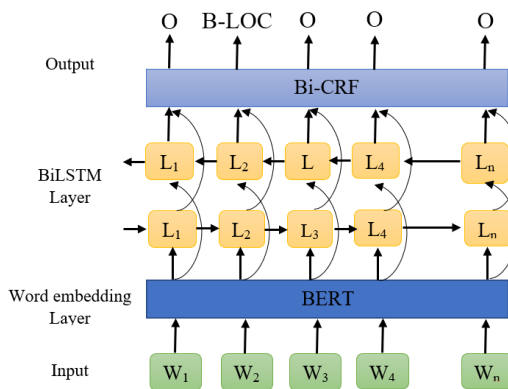 O B-LOC O O O
Output
Bi-CRF
L₁ L₂ L L₄ Lₙ
BiLSTM
Layer
L₁ L₂ L₃ L₄ Lₙ
Word embedding
Layer
BERT
Input
W₁ W₂ W₃ W₄ Wₙ